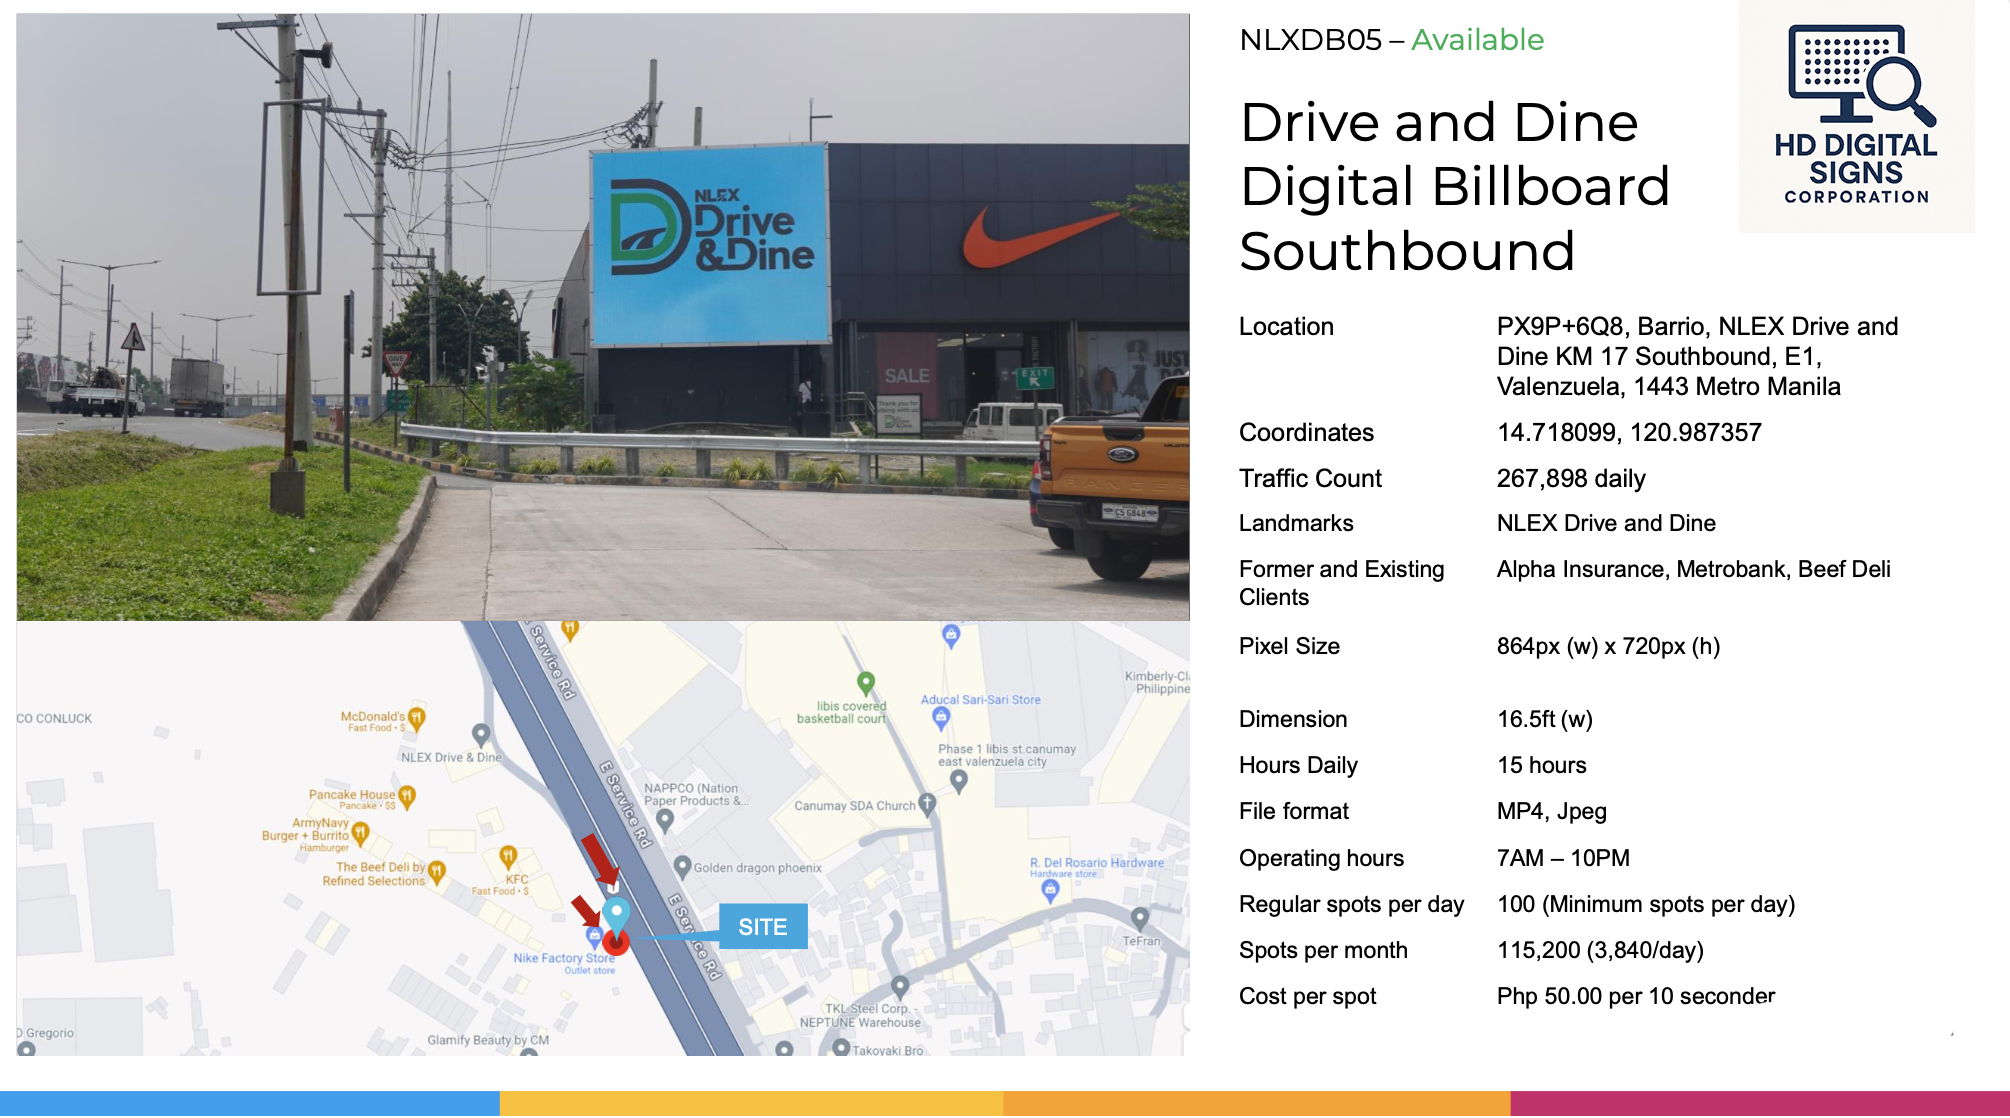 NLXDB05 – Available
Drive and Dine
Digital Billboard
Southbound
HD DIGITAL
SIGNS
CORPORATION
Location
PX9P+6Q8, Barrio, NLEX Drive and
Dine KM 17 Southbound, E1,
Valenzuela, 1443 Metro Manila
Coordinates
14.718099, 120.987357
Traffic Count
267,898 daily
Landmarks
NLEX Drive and Dine
Former and Existing
Clients
Alpha Insurance, Metrobank, Beef Deli
Pixel Size
864px (w) x 720px (h)
Dimension
16.5ft (w)
Hours Daily
15 hours
File format
MP4, Jpeg
Operating hours
7AM – 10PM
Regular spots per day
100 (Minimum spots per day)
Spots per month
115,200 (3,840/day)
Cost per spot
Php 50.00 per 10 seconder
NLEX
Drive
&Dine
GIVE
WAY
SALE
EXIT
JUST
Thank you for
RANGER
C5 6848
E Service Rd
CO CONLUCK
McDonald's
Fast Food • $
NLEX Drive & Dine
Pancake House
Pancake • $$
ArmyNavy
Burger + Burrito
Hamburger
The Beef Deli by
Refined Selections
KFC
Fast Food • $
Nike Factory Store
Outlet store
SITE
E Service Rd
NAPPCO (Nation
Paper Products &...
Golden dragon phoenix
E Service Rd
libis covered
basketball court
Aducal Sari-Sari Store
Kimberly-Cl
Philippine
Phase 1 libis st.canumay
east valenzuela city
Canumay SDA Church
R. Del Rosario Hardware
Hardware store
TeFran
TKL Steel Corp. -
NEPTUNE Warehouse
Takoyaki Bro
Glamify Beauty by CM
D Gregorio